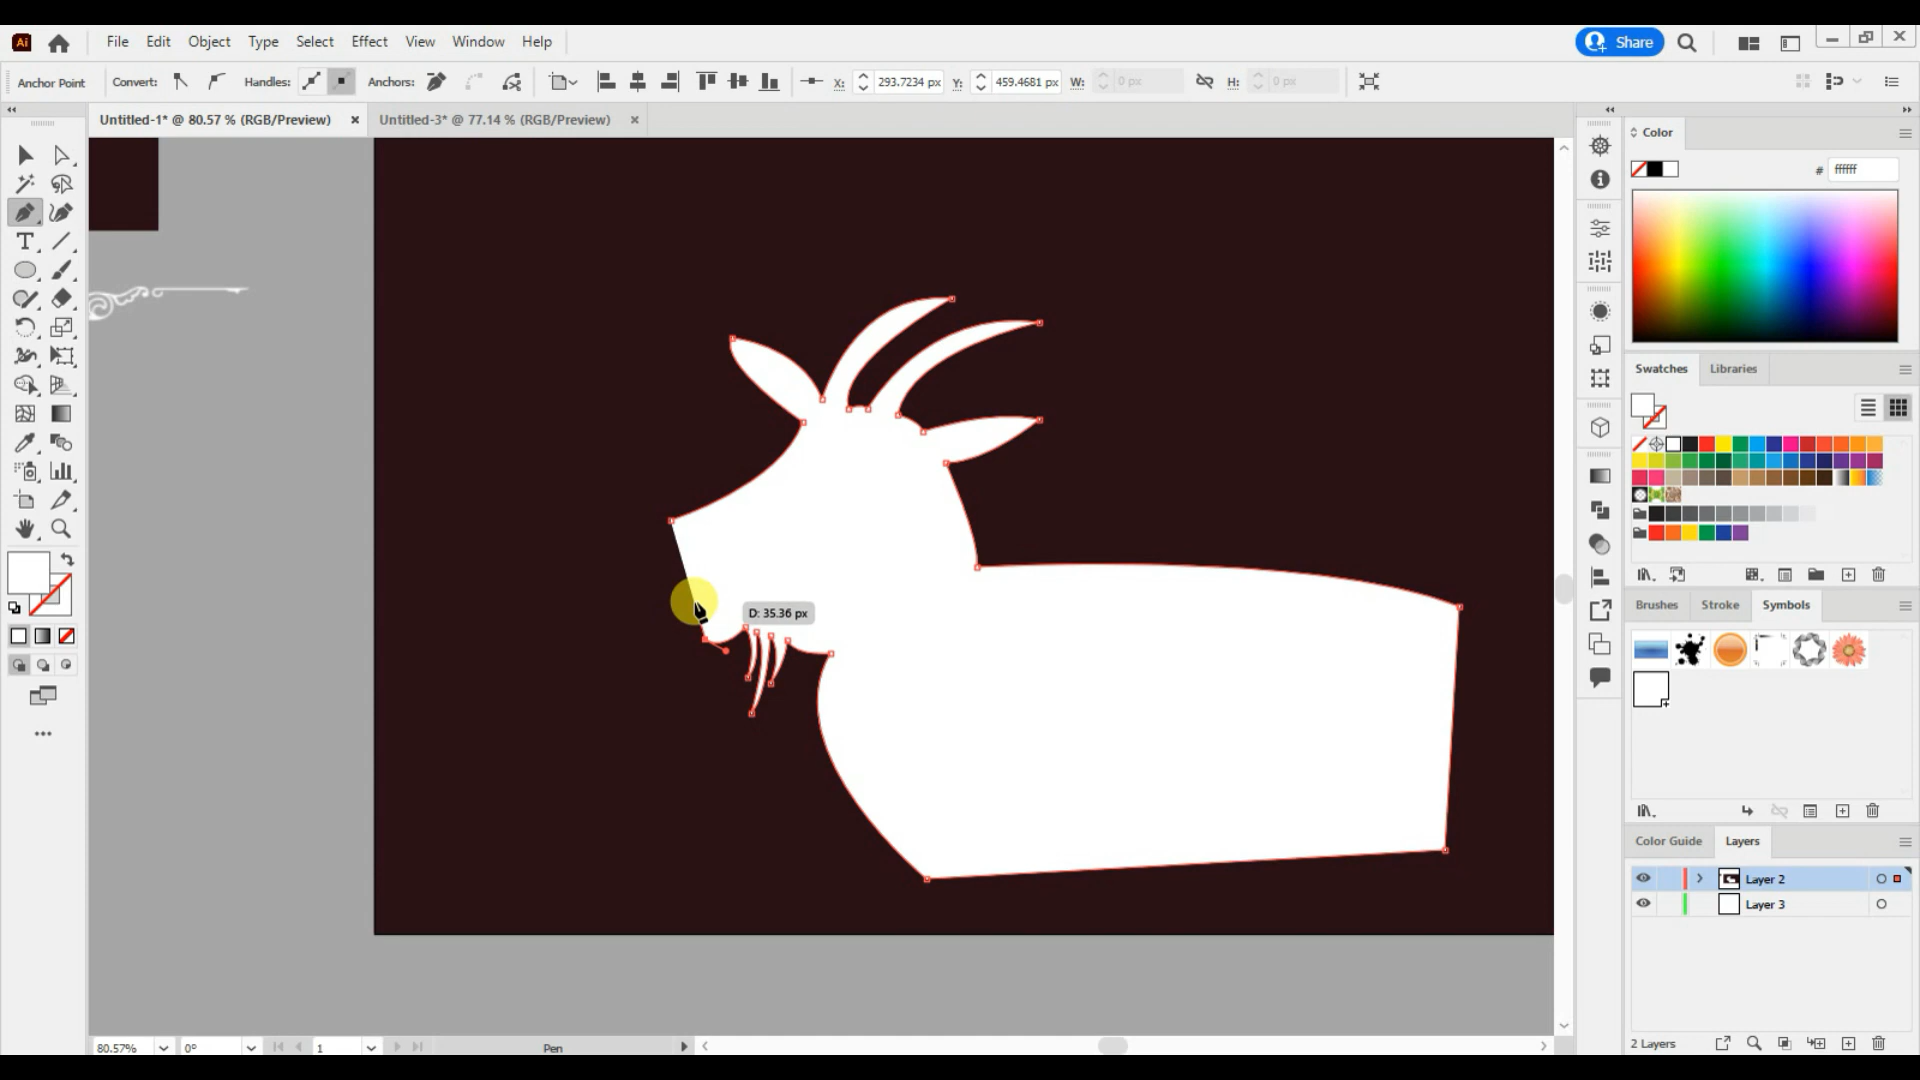 Ai File Edit Object Type Select Effect View Window Help Share
Anchor Point Convert: Handles: Anchors: X: 293.7234 px Y: 459.4681 px W: 0 px H: 0 px
Untitled-1* @ 80.57 % (RGB/Preview) Untitled-3* @ 77.14 % (RGB/Preview)
Color
# ffffff
Swatches Libraries
D: 35.36 px
Brushes Stroke Symbols
Color Guide Layers
Layer 2
Layer 3
2 Layers
80.57% 0° 1 Pen